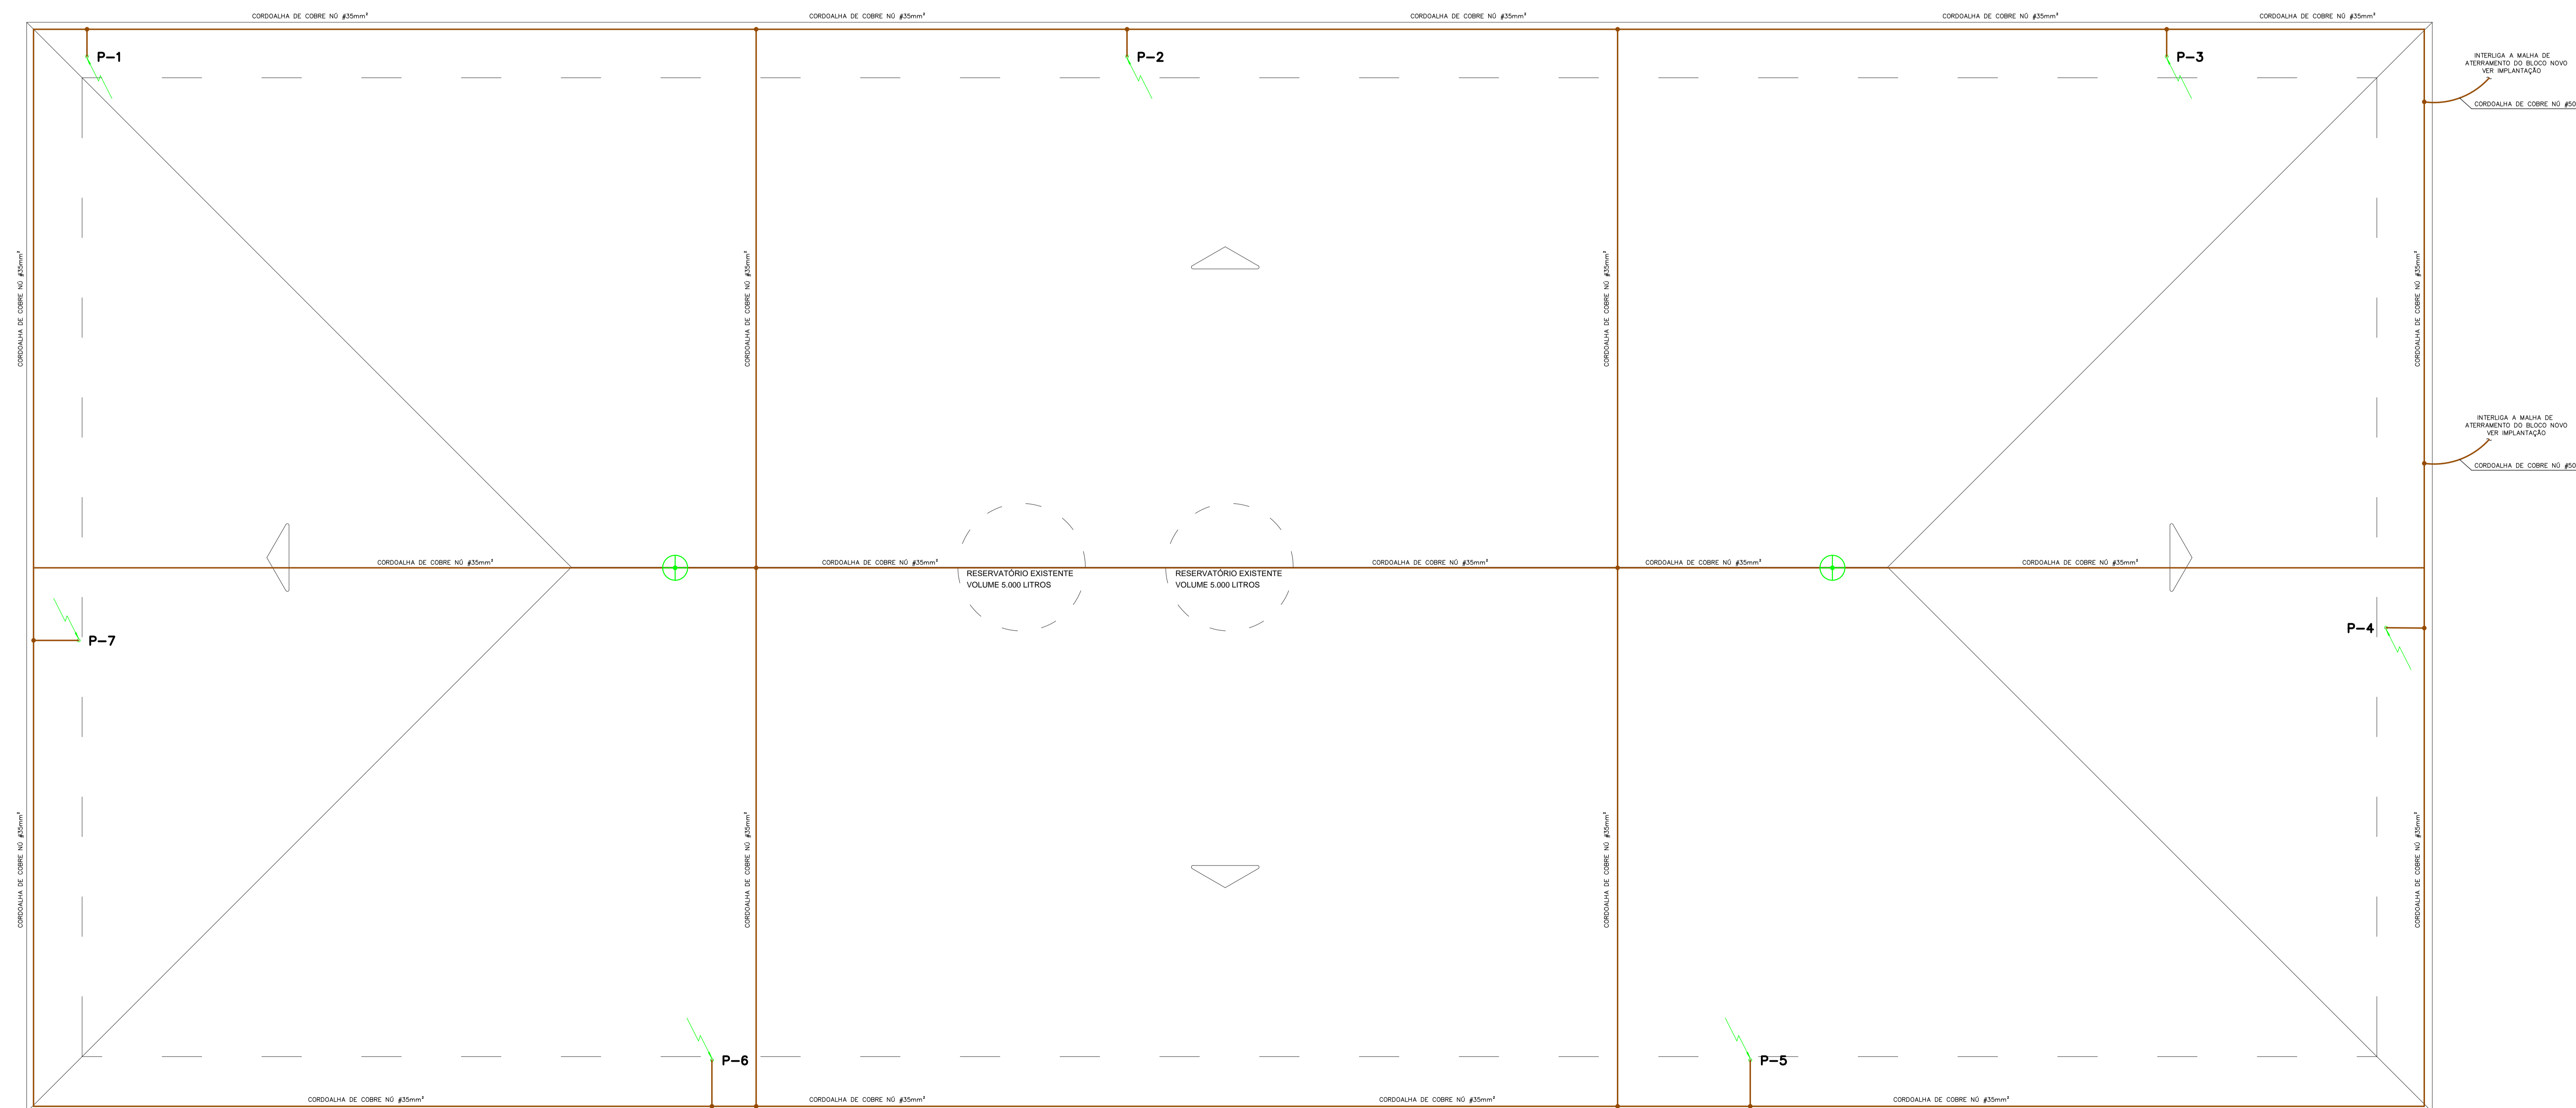 CORDOALHA DE COBRE NÚ #35mm²
CORDOALHA DE COBRE NÚ #35mm²
CORDOALHA DE COBRE NÚ #35mm²
CORDOALHA DE COBRE NÚ #35mm²
CORDOALHA DE COBRE NÚ #35mm²
P-1
P-2
P-3
INTERLIGA A MALHA DE
ATERRAMENTO DO BLOCO NOVO
VER IMPLANTAÇÃO
CORDOALHA DE COBRE NÚ #50
CORDOALHA DE COBRE NÚ #35mm²
CORDOALHA DE COBRE NÚ #35mm²
CORDOALHA DE COBRE NÚ #35mm²
CORDOALHA DE COBRE NÚ #35mm²
INTERLIGA A MALHA DE
ATERRAMENTO DO BLOCO NOVO
VER IMPLANTAÇÃO
CORDOALHA DE COBRE NÚ #50
CORDOALHA DE COBRE NÚ #35mm²
CORDOALHA DE COBRE NÚ #35mm²
CORDOALHA DE COBRE NÚ #35mm²
CORDOALHA DE COBRE NÚ #35mm²
CORDOALHA DE COBRE NÚ #35mm²
RESERVATÓRIO EXISTENTE
VOLUME 5.000 LITROS
RESERVATÓRIO EXISTENTE
VOLUME 5.000 LITROS
P-7
P-4
CORDOALHA DE COBRE NÚ #35mm²
CORDOALHA DE COBRE NÚ #35mm²
CORDOALHA DE COBRE NÚ #35mm²
CORDOALHA DE COBRE NÚ #35mm²
P-6
P-5
CORDOALHA DE COBRE NÚ #35mm²
CORDOALHA DE COBRE NÚ #35mm²
CORDOALHA DE COBRE NÚ #35mm²
CORDOALHA DE COBRE NÚ #35mm²